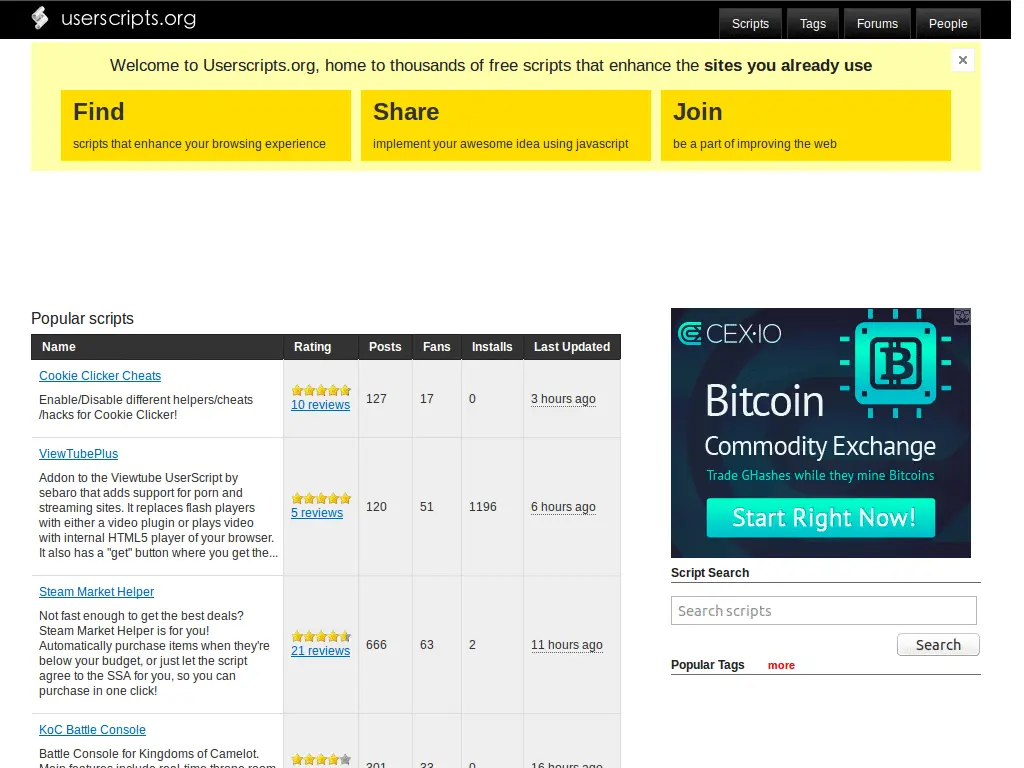 userscripts.org
Scripts
Tags
Forums
People
Welcome to Userscripts.org, home to thousands of free scripts that enhance the sites you already use
×
Find
scripts that enhance your browsing experience
Share
implement your awesome idea using javascript
Join
be a part of improving the web
Popular scripts
Name Rating Posts Fans Installs Last Updated
Cookie Clicker Cheats
Enable/Disable different helpers/cheats
/hacks for Cookie Clicker!
10 reviews
127
17
0
3 hours ago
ViewTubePlus
Addon to the Viewtube UserScript by
sebaro that adds support for porn and
streaming sites. It replaces flash players
with either a video plugin or plays video
with internal HTML5 player of your browser.
It also has a "get" button where you get the...
5 reviews
120
51
1196
6 hours ago
Steam Market Helper
Not fast enough to get the best deals?
Steam Market Helper is for you!
Automatically purchase items when they're
below your budget, or just let the script
agree to the SSA for you, so you can
purchase in one click!
21 reviews
666
63
2
11 hours ago
KoC Battle Console
Battle Console for Kingdoms of Camelot.
Main features include real-time throne room
301
33
0
16 hours ago
CEX.IO
Bitcoin
Commodity Exchange
Trade GHashes while they mine Bitcoins
Start Right Now!
Script Search
Search scripts
Search
Popular Tags more